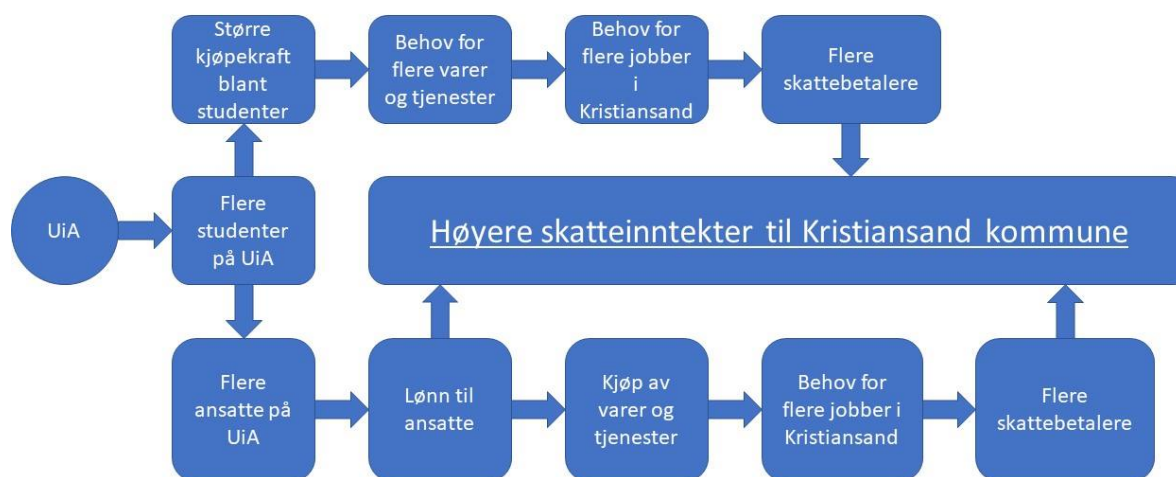 Større
kjøpekraft
blant
studenter
Behov for
flere varer
og tjenester
Behov for
flere jobber
i
Kristiansand
Flere
skattebetalere
UiA
Flere
studenter
på UiA
Høyere skatteinntekter til Kristiansand kommune
Flere
ansatte på
UiA
Lønn til
ansatte
Kjøp av
varer og
tjenester
Behov for
flere jobber i
Kristiansand
Flere
skattebetalere